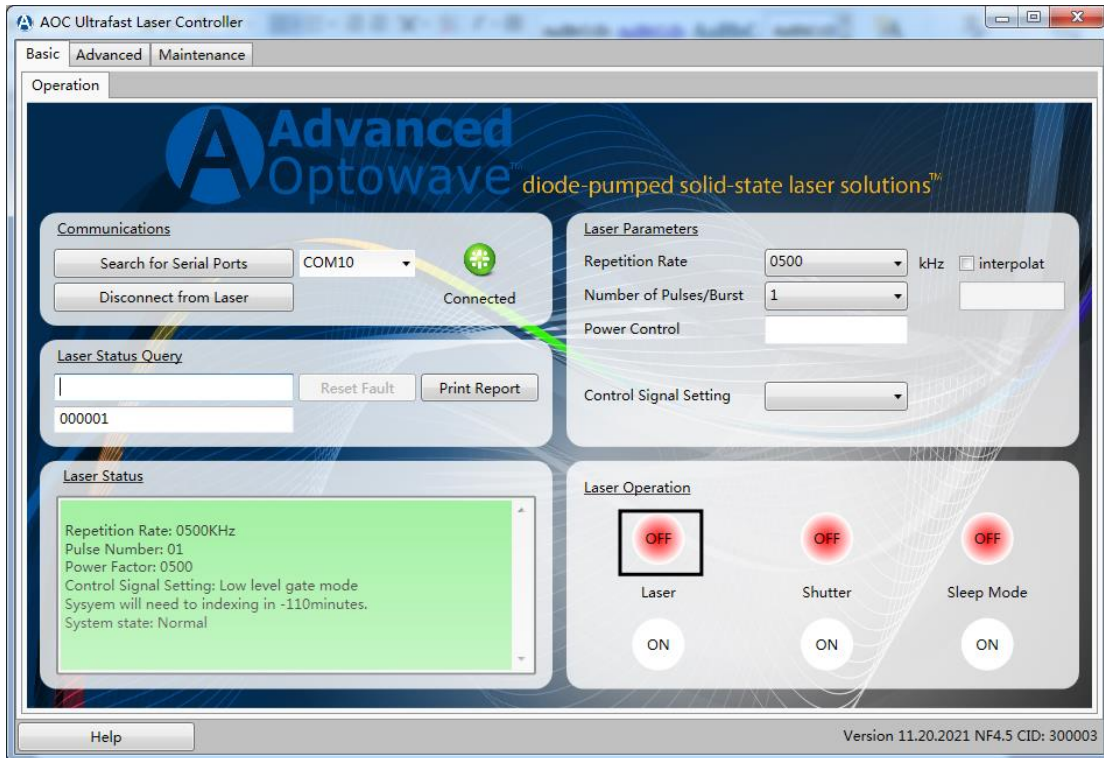 AOC Ultrafast Laser Controller
Basic Advanced Maintenance
Operation
Advanced
Optowave™ diode-pumped solid-state laser solutions™
Communications
Search for Serial Ports COM10
Disconnect from Laser Connected
Laser Status Query
Reset Fault Print Report
000001
Laser Status
Repetition Rate: 0500KHz
Pulse Number: 01
Power Factor: 0500
Control Signal Setting: Low level gate mode
Sysyem will need to indexing in -110minutes.
System state: Normal
Laser Parameters
Repetition Rate 0500 kHz interpolat
Number of Pulses/Burst 1
Power Control
Control Signal Setting
Laser Operation
OFF OFF OFF
Laser Shutter Sleep Mode
ON ON ON
Help Version 11.20.2021 NF4.5 CID: 300003